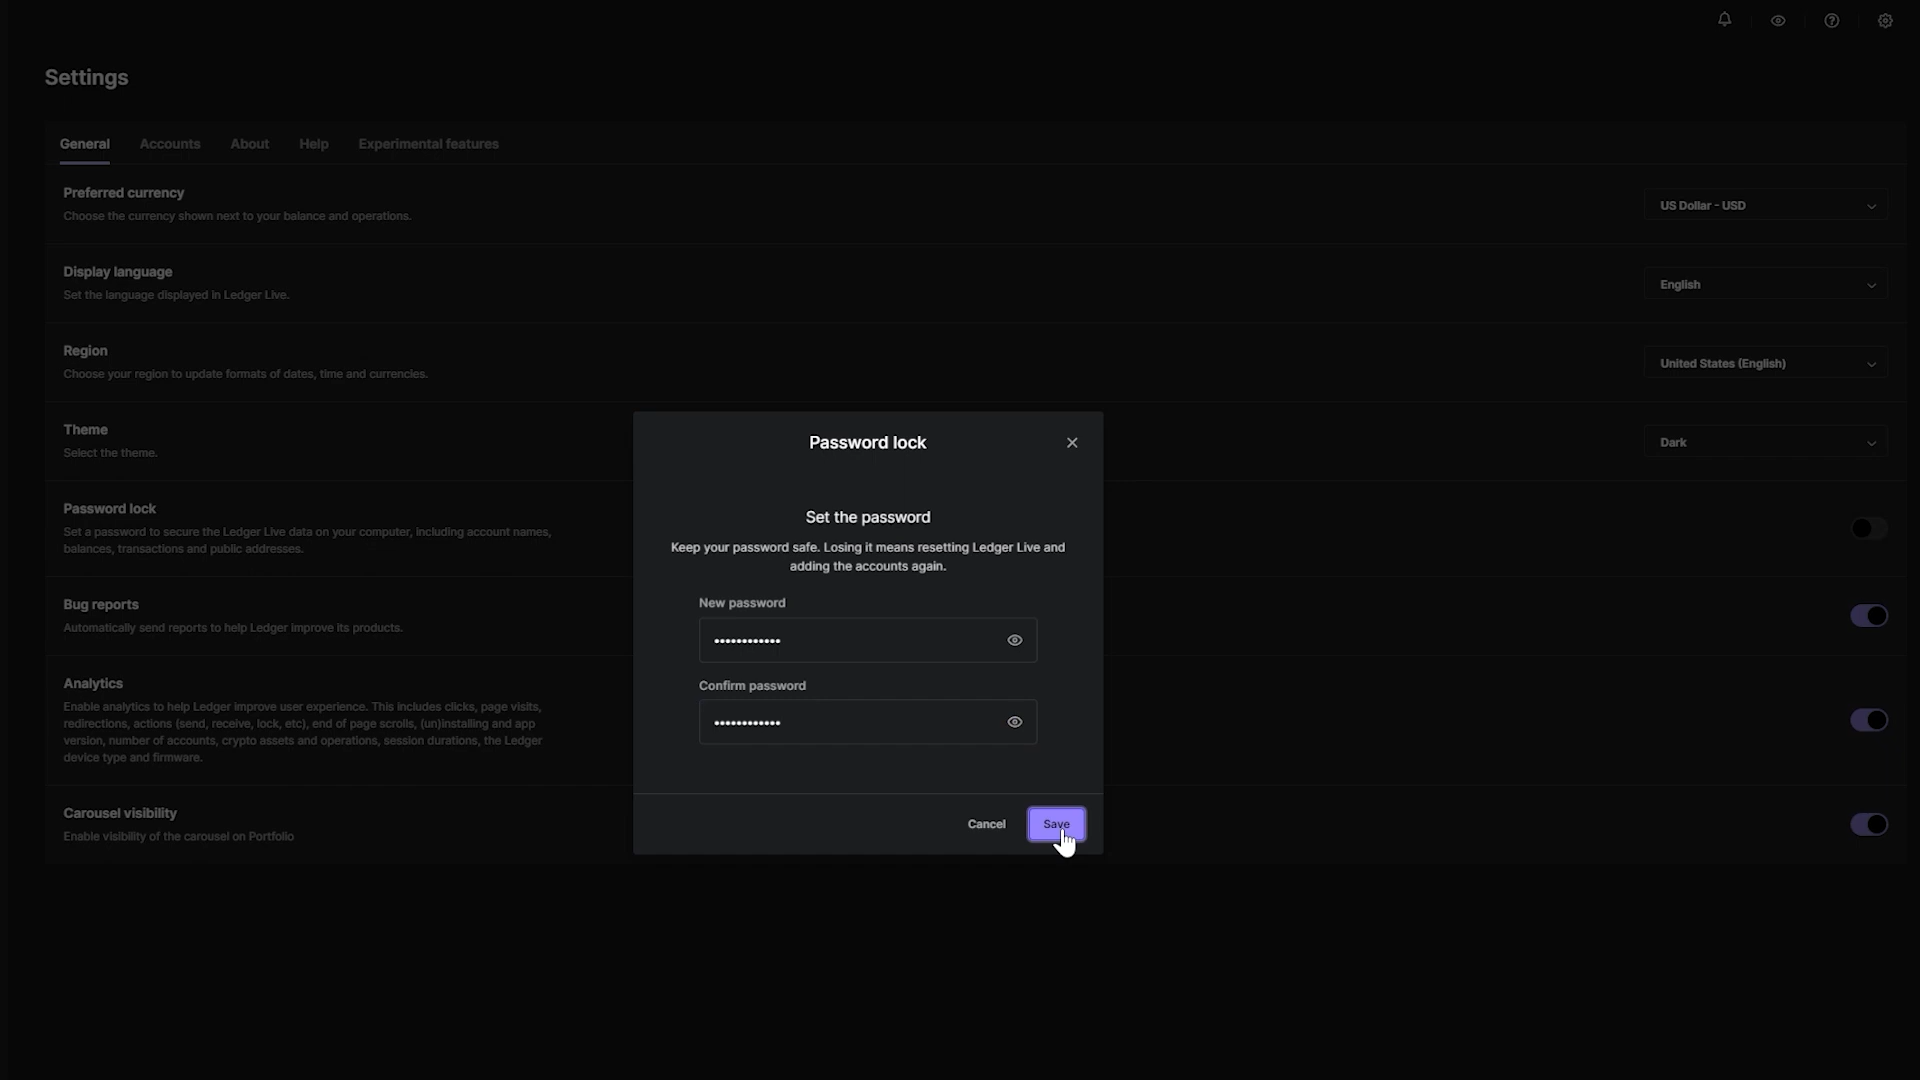 Settings
General
Accounts
About
Help
Experimental features
Preferred currency
Choose the currency shown next to your balance and operations.
US Dollar - USD
Display language
Set the language displayed in Ledger Live.
English
Region
Choose your region to update formats of dates, time and currencies.
United States (English)
Theme
Select the theme.
Dark
Password lock
Set a password to secure the Ledger Live data on your computer, including account names,
balances, transactions and public addresses.
Bug reports
Automatically send reports to help Ledger improve its products.
Analytics
Enable analytics to help Ledger improve user experience. This includes clicks, page visits,
redirections, actions (send, receive, lock, etc), end of page scrolls, (un)installing and app
version, number of accounts, crypto assets and operations, session durations, the Ledger
device type and firmware.
Carousel visibility
Enable visibility of the carousel on Portfolio
Password lock
Set the password
Keep your password safe. Losing it means resetting Ledger Live and
adding the accounts again.
New password
••••••••••••
Confirm password
••••••••••••
Cancel
Save